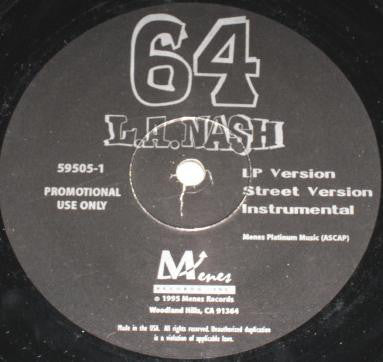 64
L.A.NASH
59505-1
PROMOTIONAL
USE ONLY
LP Version
Street Version
Instrumental
Menes Platinum Music (ASCAP)
Menes
RECORDS, INC.
© 1995 Menes Records
Woodland Hills, CA 91364
Made in the USA. All rights reserved. Unauthorized duplication
is a violation of applicable laws.